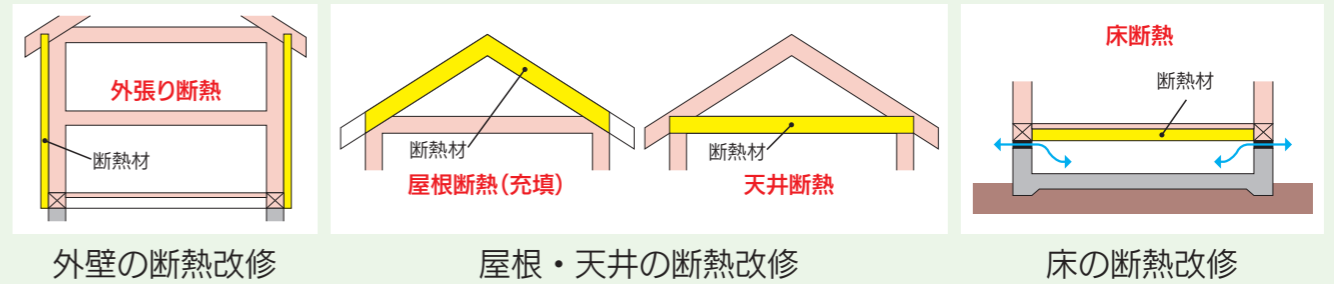 外張り断熱
断熱材
外壁の断熱改修
断熱材
屋根断熱(充填)
断熱材
天井断熱
屋根・天井の断熱改修
床断熱
断熱材
床の断熱改修